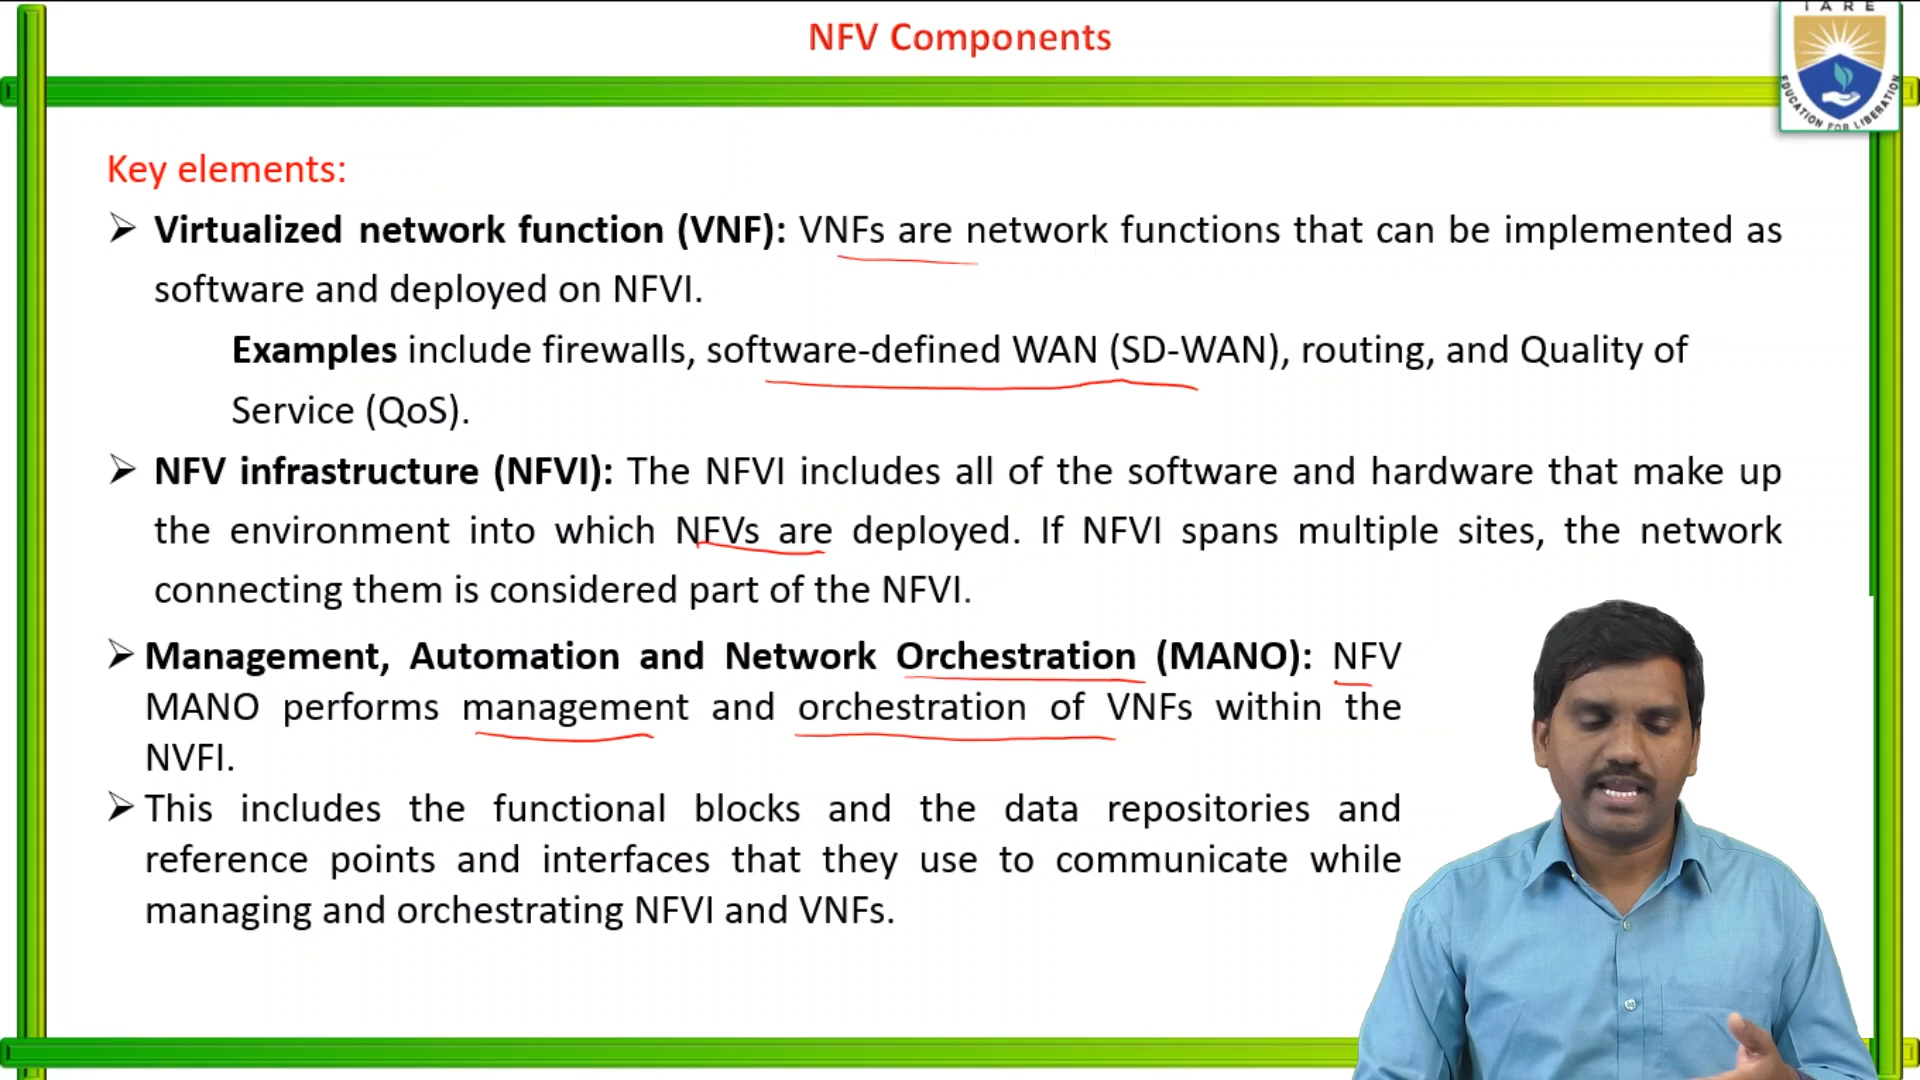 NFV Components
IARE
EDUCATION FOR LIBERATION
Key elements:
Virtualized network function (VNF): VNFs are network functions that can be implemented as
software and deployed on NFVI.
Examples include firewalls, software-defined WAN (SD-WAN), routing, and Quality of
Service (QoS).
NFV infrastructure (NFVI): The NFVI includes all of the software and hardware that make up
the environment into which NFVs are deployed. If NFVI spans multiple sites, the network
connecting them is considered part of the NFVI.
Management, Automation and Network Orchestration (MANO): NFV
MANO performs management and orchestration of VNFs within the
NVFI.
This includes the functional blocks and the data repositories and
reference points and interfaces that they use to communicate while
managing and orchestrating NFVI and VNFs.